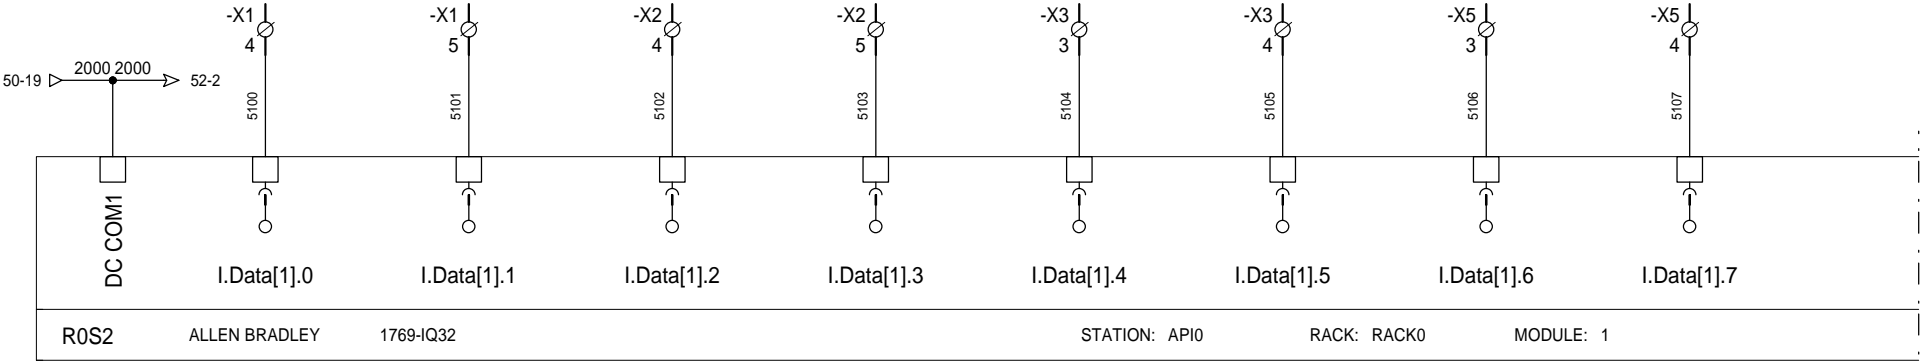 -X1 -X1 -X2 -X2 -X3 -X3 -X5 -X5
4 5 4 5 3 4 3 4
50-19 2000 2000 52-2
5100 5101 5102 5103 5104 5105 5106 5107
DC COM1
I.Data[1].0 I.Data[1].1 I.Data[1].2 I.Data[1].3 I.Data[1].4 I.Data[1].5 I.Data[1].6 I.Data[1].7
R0S2 ALLEN BRADLEY 1769-IQ32 STATION: API0 RACK: RACK0 MODULE: 1